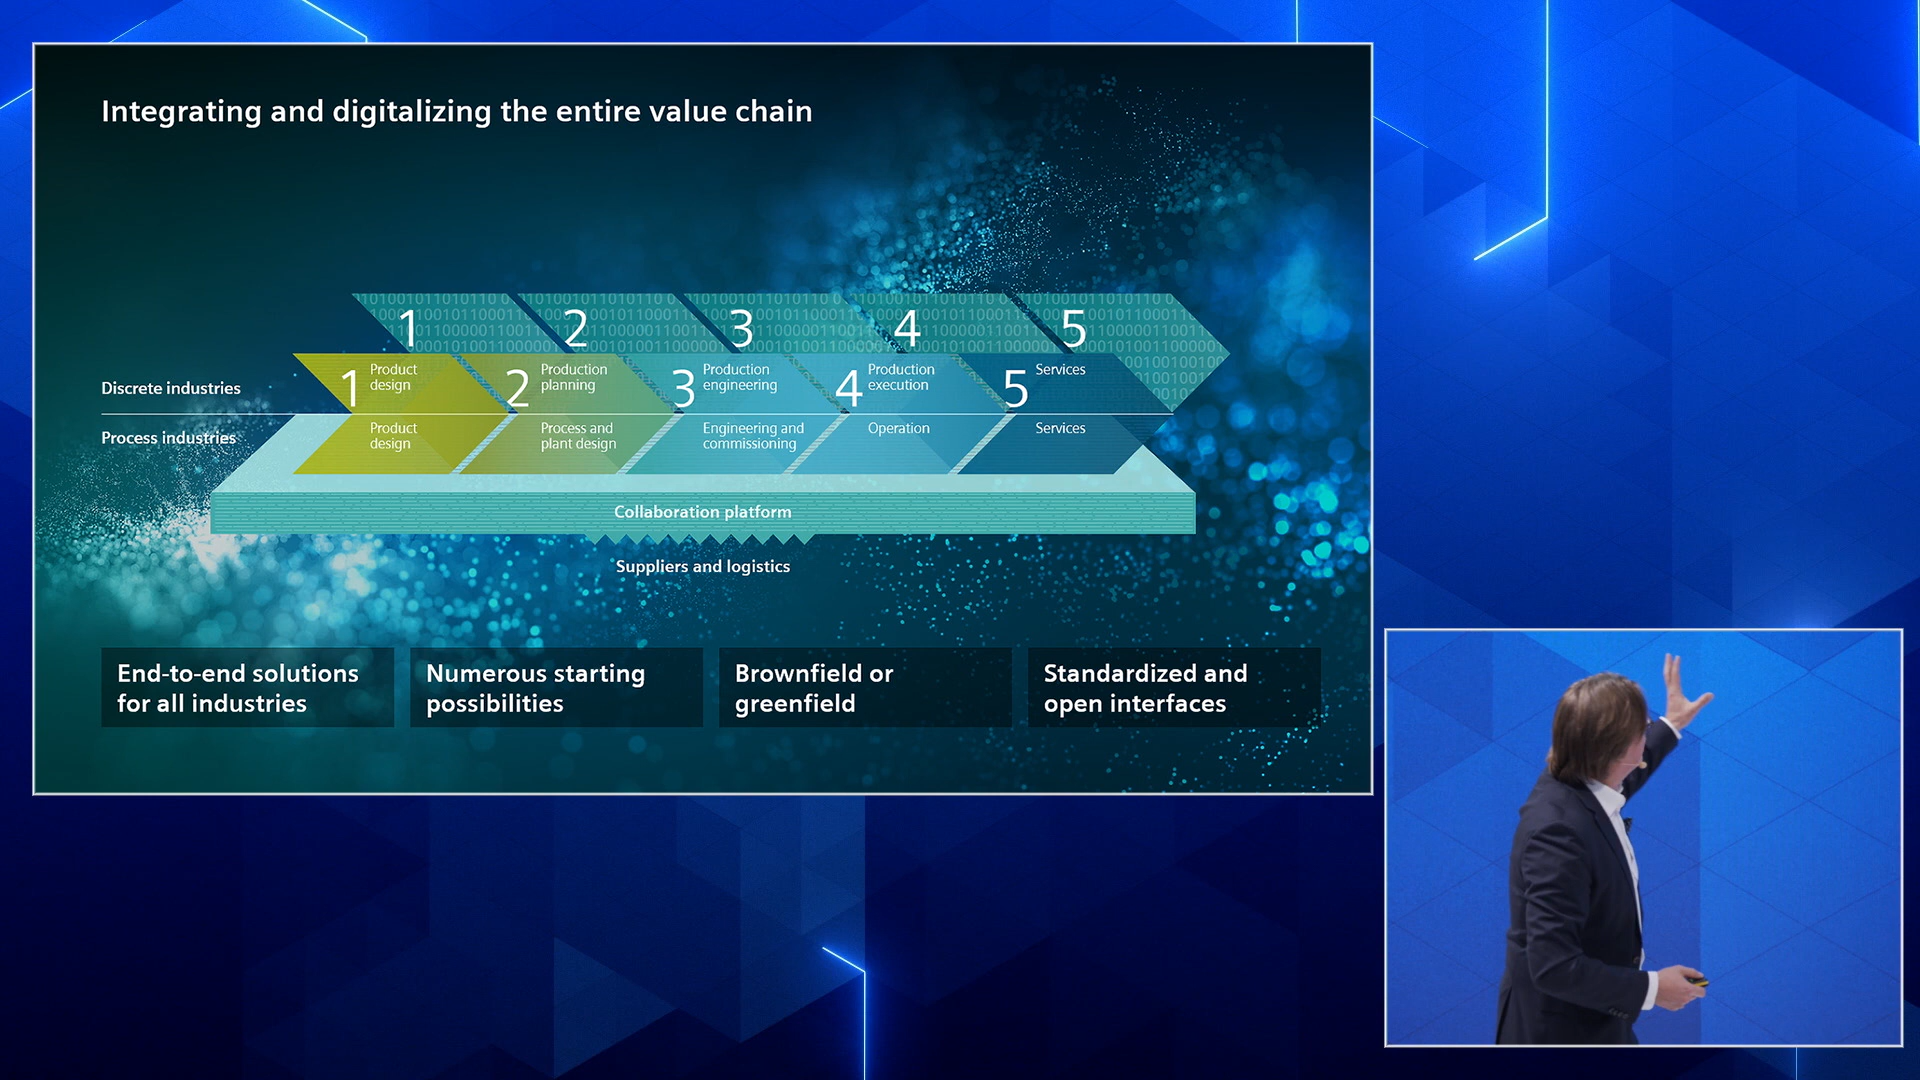 Integrating and digitalizing the entire value chain
1 2 3 4 5
Discrete industries
1 Product design
2 Production planning
3 Production engineering
4 Production execution
5 Services
Process industries
Product design
Process and plant design
Engineering and commissioning
Operation
Services
Collaboration platform
Suppliers and logistics
End-to-end solutions
for all industries
Numerous starting
possibilities
Brownfield or
greenfield
Standardized and
open interfaces